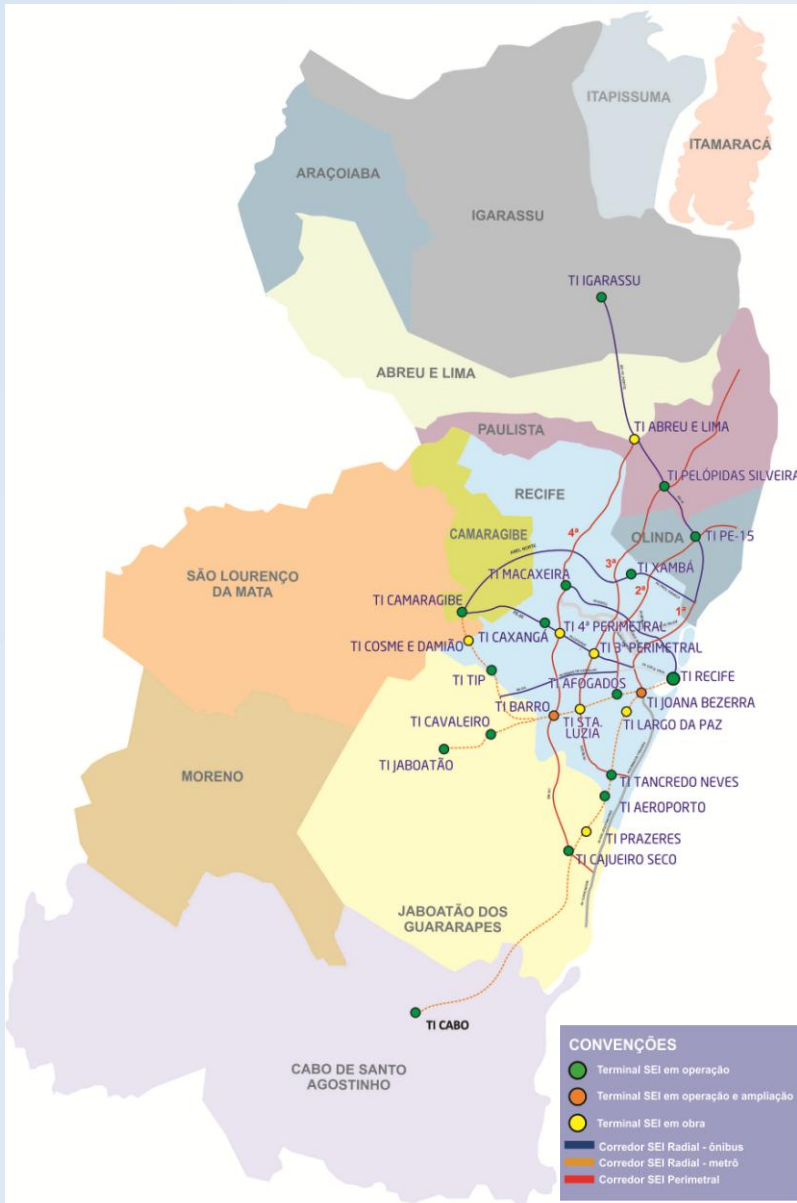 ITAPISSUMA
ITAMARACÁ
ARAÇOIABA
IGARASSU
TI IGARASSU
ABREU E LIMA
TI ABREU E LIMA
PAULISTA
TI PELÓPIDAS SILVEIRA
RECIFE
4ª
CAMARAGIBE
3ª
OLINDA
TI PE-15
ANEL NORTE
TI XAMBÁ
TI MACAXEIRA
SÃO LOURENÇO
DA MATA
2ª
TI CAMARAGIBE
1ª
TI CAXANGÁ
TI 4ª PERIMETRAL
TI COSME E DAMIÃO
TI 3ª PERIMETRAL
TI TIP
TI RECIFE
TI AFOGADOS
TI BARRO
TI JOANA BEZERRA
TI STA.
LUZIA
TI LARGO DA PAZ
TI CAVALEIRO
TI JABOATÃO
MORENO
TI TANCREDO NEVES
TI AEROPORTO
TI PRAZERES
TI CAJUEIRO SECO
JABOATÃO DOS
GUARARAPES
TI CABO
CABO DE SANTO
AGOSTINHO
CONVENÇÕES
Terminal SEI em operação
Terminal SEI em operação e ampliação
Terminal SEI em obra
Corredor SEI Radial - ônibus
Corredor SEI Radial - metrô
Corredor SEI Perimetral